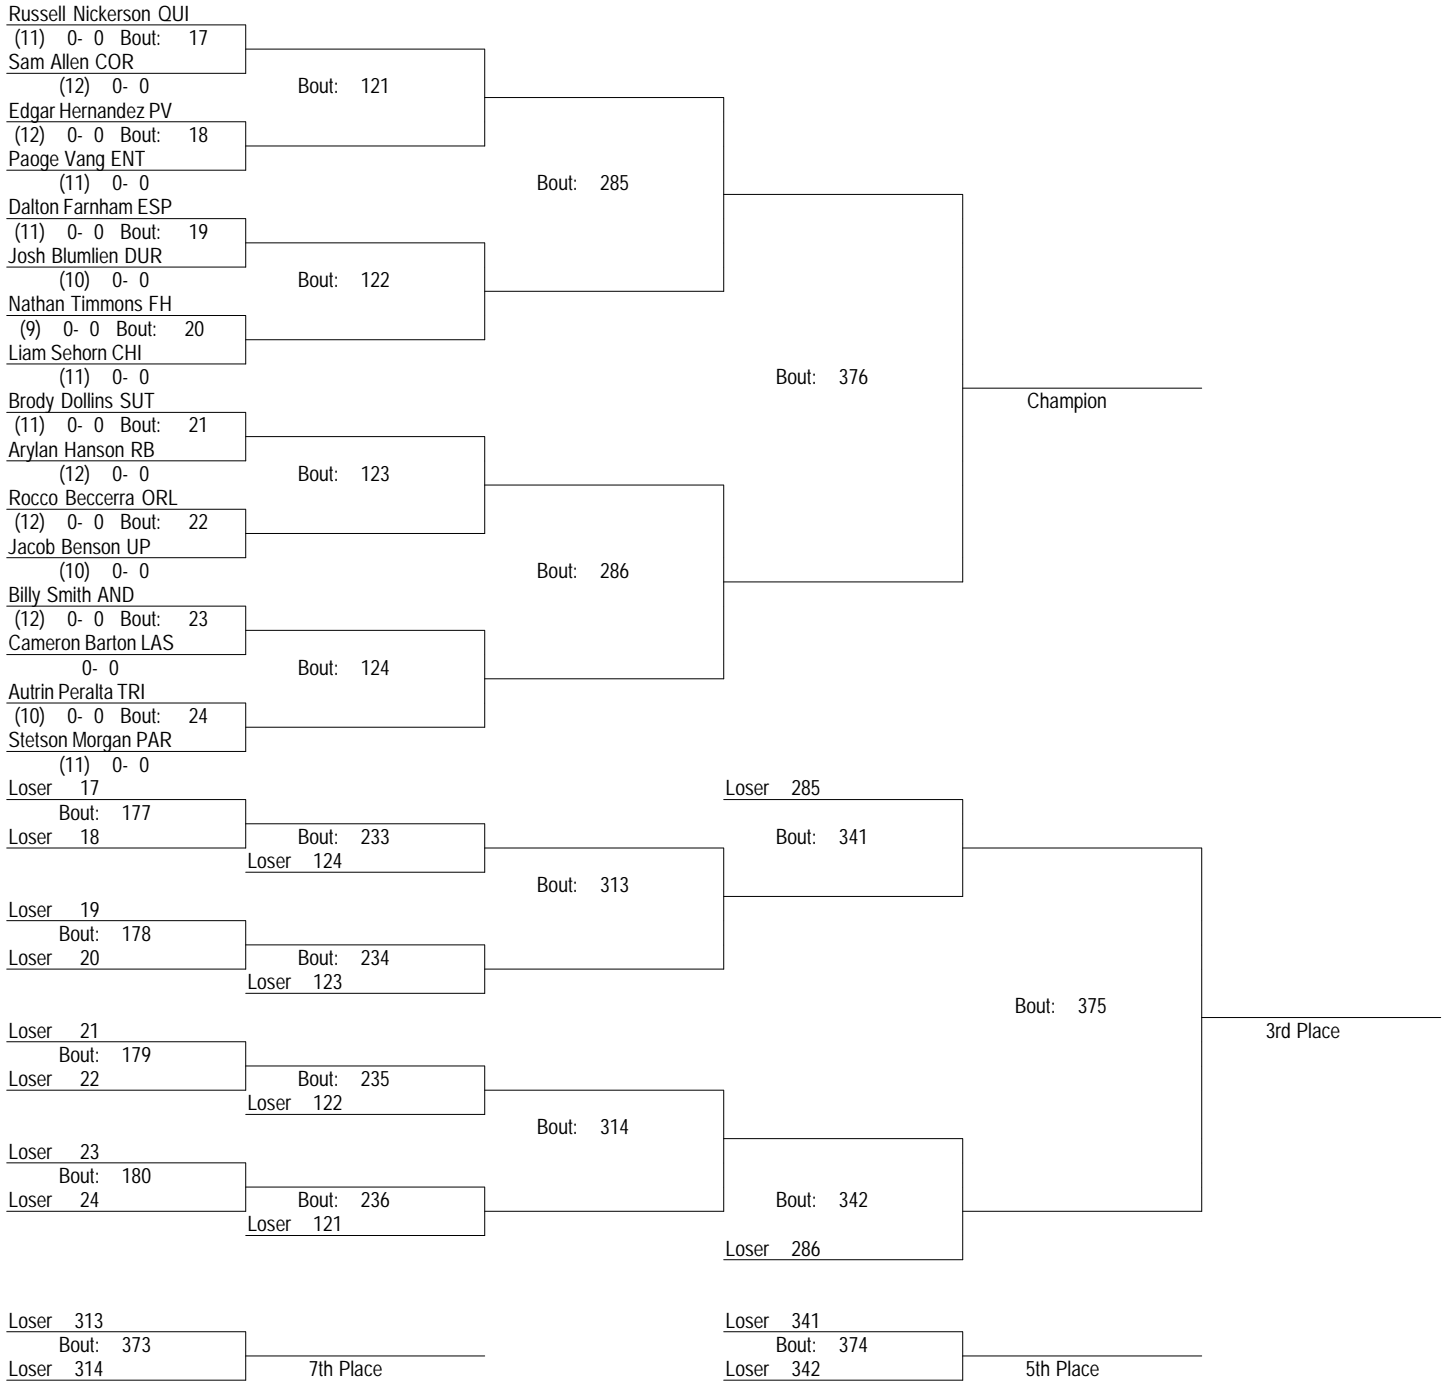 Russell Nickerson QUI
(11) 0- 0 Bout: 17
Sam Allen COR
(12) 0- 0
Bout: 121
Edgar Hernandez PV
(12) 0- 0 Bout: 18
Paoge Vang ENT
(11) 0- 0
Bout: 285
Dalton Farnham ESP
(11) 0- 0 Bout: 19
Josh Blumlien DUR
(10) 0- 0
Bout: 122
Nathan Timmons FH
(9) 0- 0 Bout: 20
Liam Sehorn CHI
(11) 0- 0
Bout: 376
Brody Dollins SUT
Champion
(11) 0- 0 Bout: 21
Arylan Hanson RB
(12) 0- 0
Bout: 123
Rocco Beccerra ORL
(12) 0- 0 Bout: 22
Jacob Benson UP
(10) 0- 0
Bout: 286
Billy Smith AND
(12) 0- 0 Bout: 23
Cameron Barton LAS
0- 0
Bout: 124
Autrin Peralta TRI
(10) 0- 0 Bout: 24
Stetson Morgan PAR
(11) 0- 0
Loser 17
Loser 285
Bout: 177
Loser 18
Bout: 233
Bout: 341
Loser 124
Bout: 313
Loser 19
Bout: 178
Loser 20
Bout: 234
Loser 123
Bout: 375
Loser 21
3rd Place
Bout: 179
Loser 22
Bout: 235
Loser 122
Bout: 314
Loser 23
Bout: 180
Loser 24
Bout: 236
Bout: 342
Loser 121
Loser 286
Loser 313
Loser 341
Bout: 373
Bout: 374
Loser 314
7th Place
Loser 342
5th Place